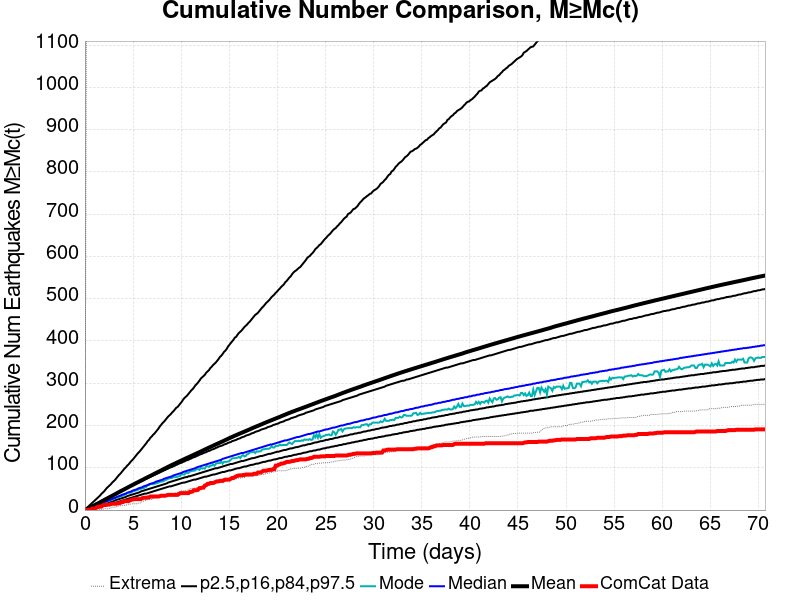 Cumulative Number Comparison, M≥Mc(t)
Cumulative Num Earthquakes M≥Mc(t)
1100
1000
900
800
700
600
500
400
300
200
100
0
0 5 10 15 20 25 30 35 40 45 50 55 60 65 70
Time (days)
Extrema p2.5,p16,p84,p97.5 Mode Median Mean ComCat Data